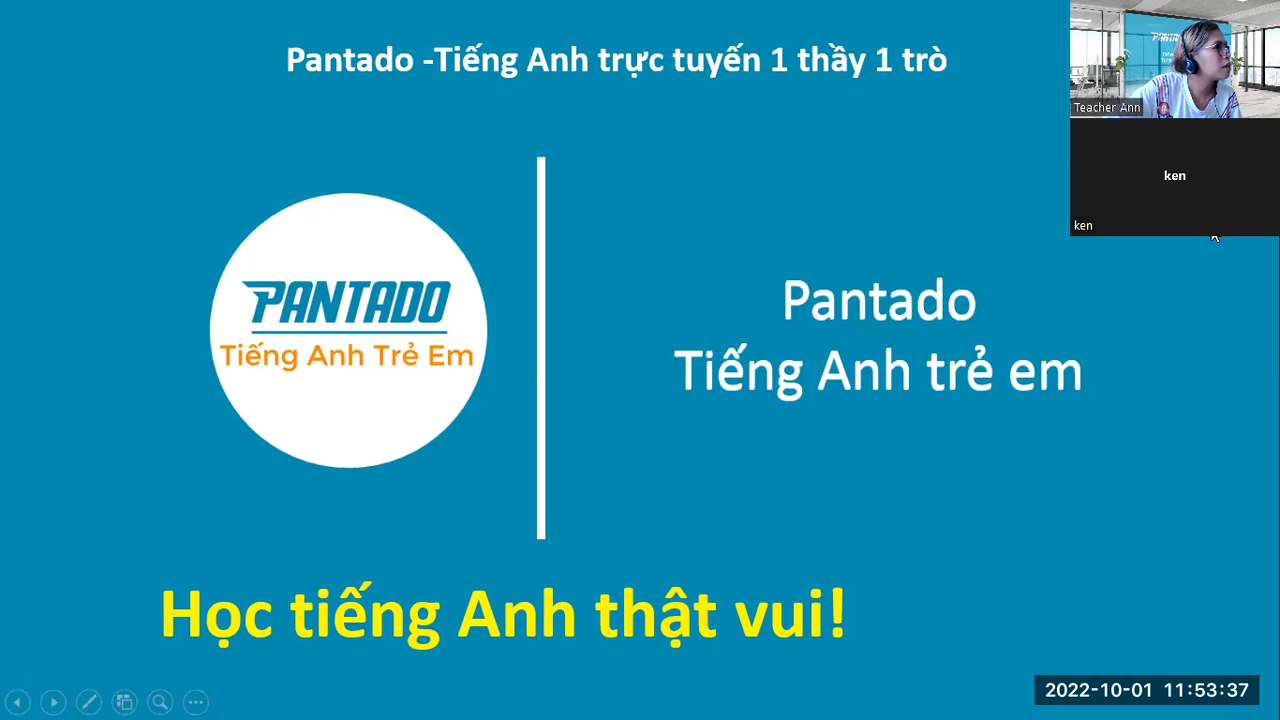 Pantado -Tiếng Anh trực tuyến 1 thầy 1 trò
Teacher Ann
ken
ken
PANTADO
Tiếng Anh Trẻ Em
Pantado
Tiếng Anh trẻ em
Học tiếng Anh thật vui!
2022-10-01 11:53:37